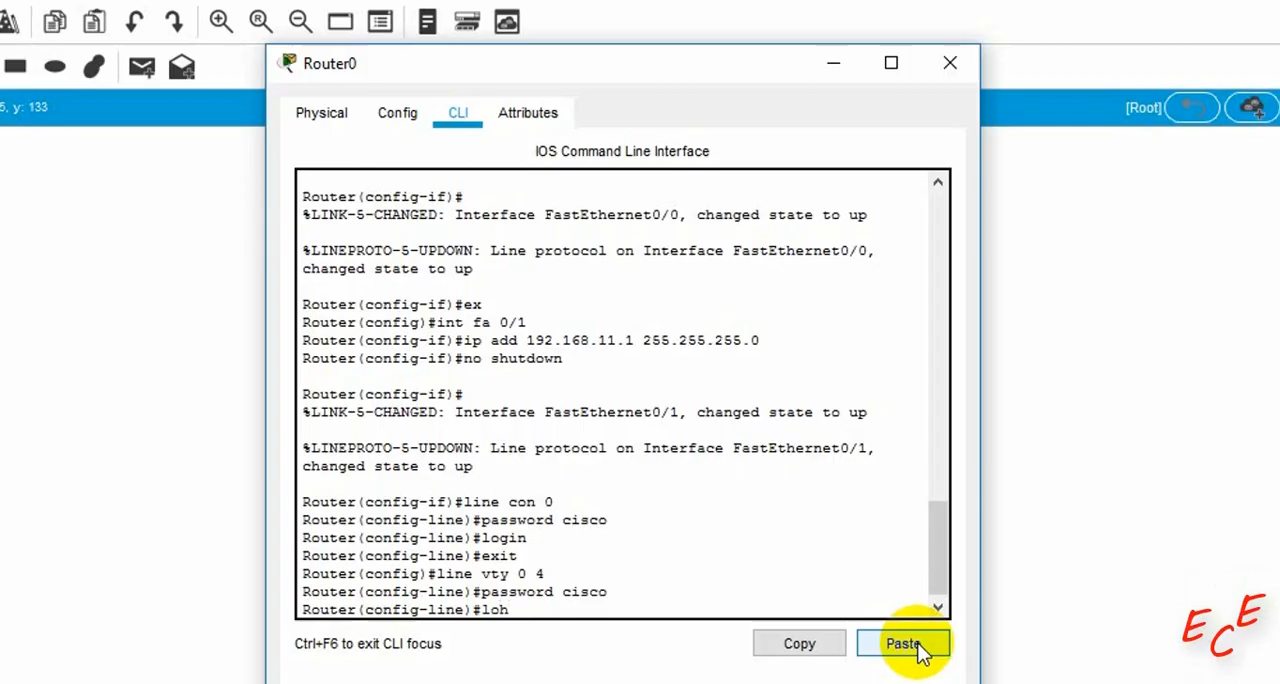 Router0
5, y: 133
[Root]
Physical
Config
CLI
Attributes
IOS Command Line Interface
Router(config-if)#
%LINK-5-CHANGED: Interface FastEthernet0/0, changed state to up
%LINEPROTO-5-UPDOWN: Line protocol on Interface FastEthernet0/0,
changed state to up
Router(config-if)#ex
Router(config)#int fa 0/1
Router(config-if)#ip add 192.168.11.1 255.255.255.0
Router(config-if)#no shutdown
Router(config-if)#
%LINK-5-CHANGED: Interface FastEthernet0/1, changed state to up
%LINEPROTO-5-UPDOWN: Line protocol on Interface FastEthernet0/1,
changed state to up
Router(config-if)#line con 0
Router(config-line)#password cisco
Router(config-line)#login
Router(config-line)#exit
Router(config)#line vty 0 4
Router(config-line)#password cisco
Router(config-line)#loh
Ctrl+F6 to exit CLI focus
Copy
Paste
ECE